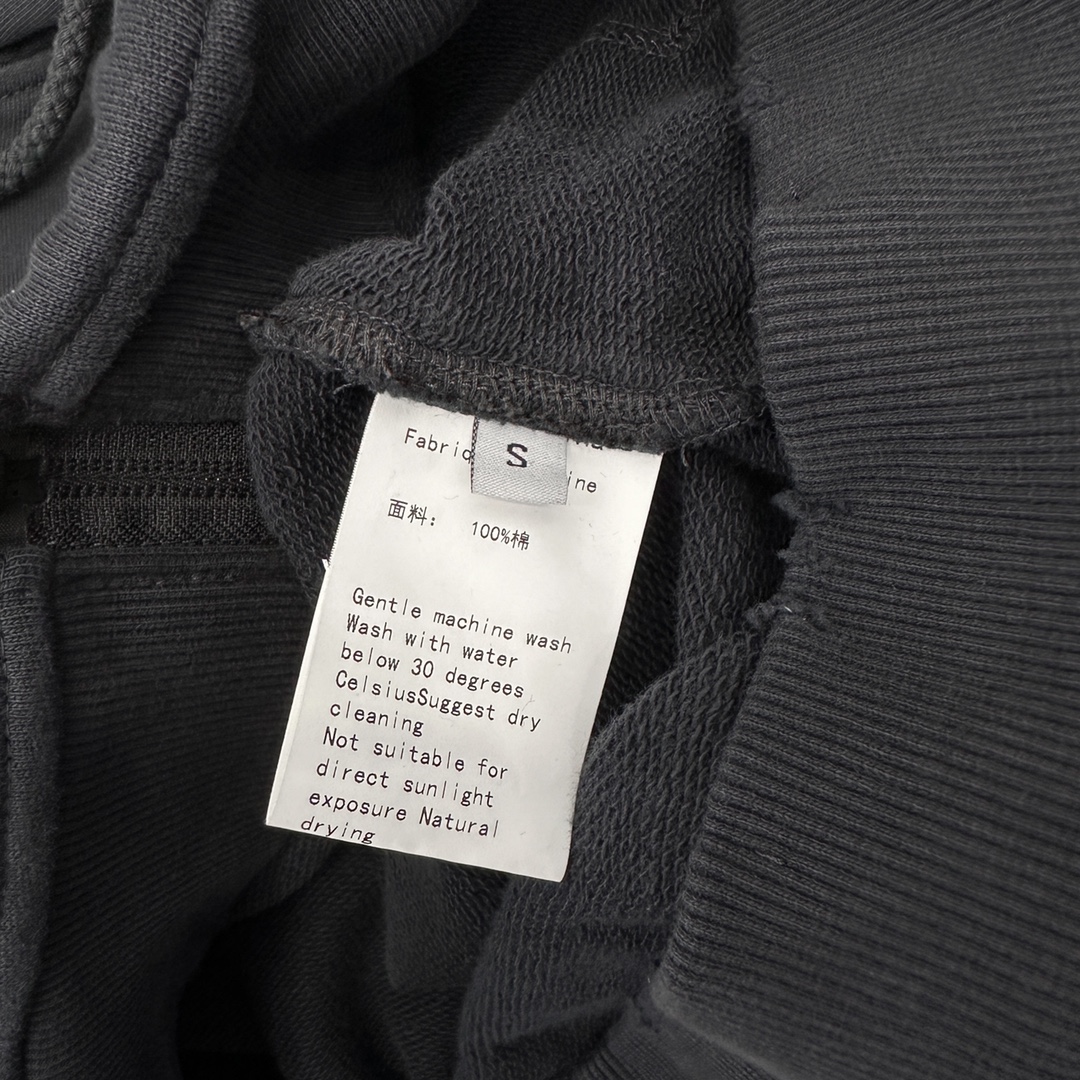 Fabric
S
面料： 100%棉
Gentle machine wash
Wash with water
below 30 degrees
CelsiusSuggest dry
cleaning
Not suitable for
direct sunlight
exposure Natural
drying